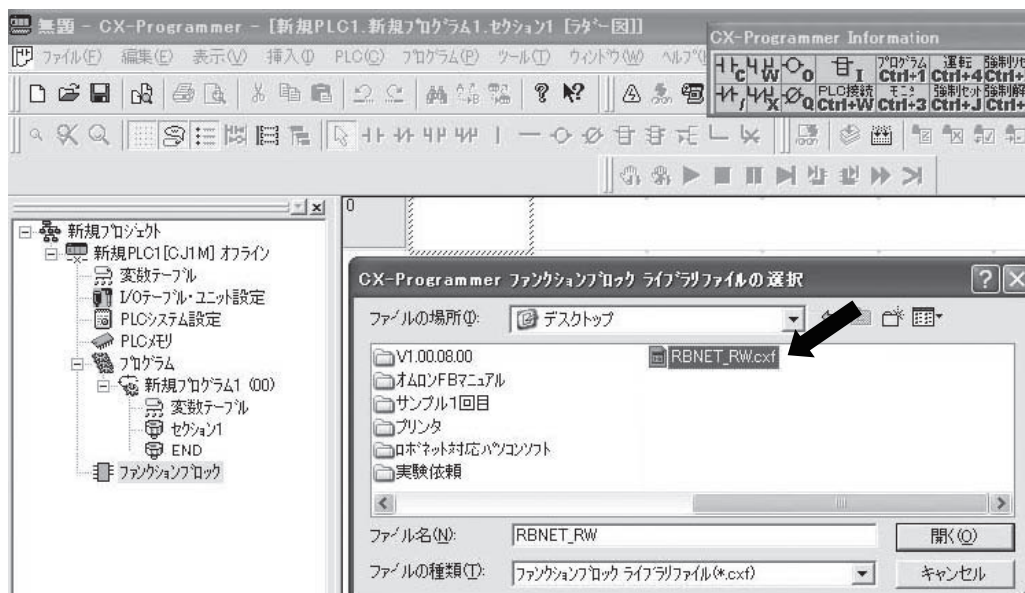 無題 - CX-Programmer - [新規PLC1.新規プログラム1.セクション1 [ラダー図]]
ファイル(F) 編集(E) 表示(V) 挿入(I) PLC(C) プログラム(P) ツール(T) ウィンドウ(W) ヘルプ
CX-Programmer Information
C W O I プログラム 運転
Ctrl+1 Ctrl+4 Ctrl+
/ X Q PLC接続 モニタ 強制セット 強制解
Ctrl+W Ctrl+3 Ctrl+J Ctrl+
新規プロジェクト
新規PLC1[CJ1M] オフライン
変数テーブル
I/Oテーブル・ユニット設定
PLCシステム設定
PLCメモリ
プログラム
新規プログラム1 (00)
変数テーブル
セクション1
END
ファンクションブロック
0
CX-Programmer ファンクションブロック ライブラリファイルの選択
ファイルの場所(I): デスクトップ
V1.00.08.00
オムロンFBマニュアル
サンプル1回目
プリンタ
ロボネット対応パソコンソフト
実験依頼
RBNET_RW.cxf
ファイル名(N): RBNET_RW 開く(O)
ファイルの種類(T): ファンクションブロック ライブラリファイル(*.cxf) キャンセル